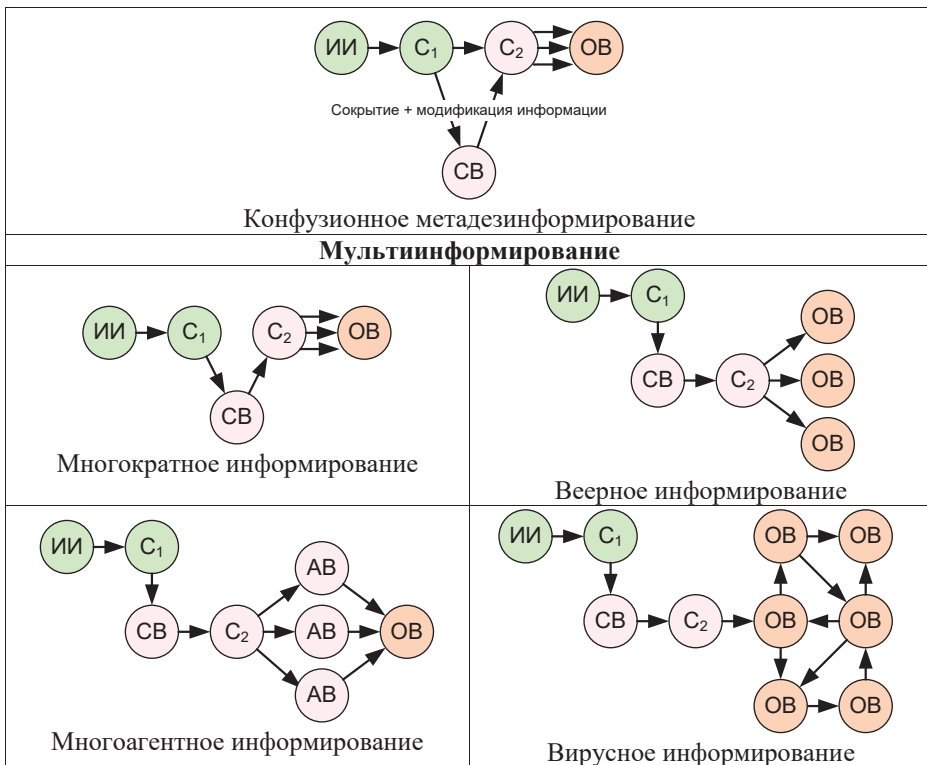 ИИ С₁ С₂ ОВ
Сокрытие + модификация информации
СВ
Конфузионное метадезинформирование
Мультиинформирование
ИИ С₁ С₂ ОВ
СВ
Многократное информирование
ИИ С₁
ОВ
СВ С₂ ОВ
ОВ
Веерное информирование
ИИ С₁
АВ
СВ С₂ АВ ОВ
АВ
Многоагентное информирование
ИИ С₁ ОВ ОВ
СВ С₂ ОВ ОВ
ОВ ОВ
Вирусное информирование